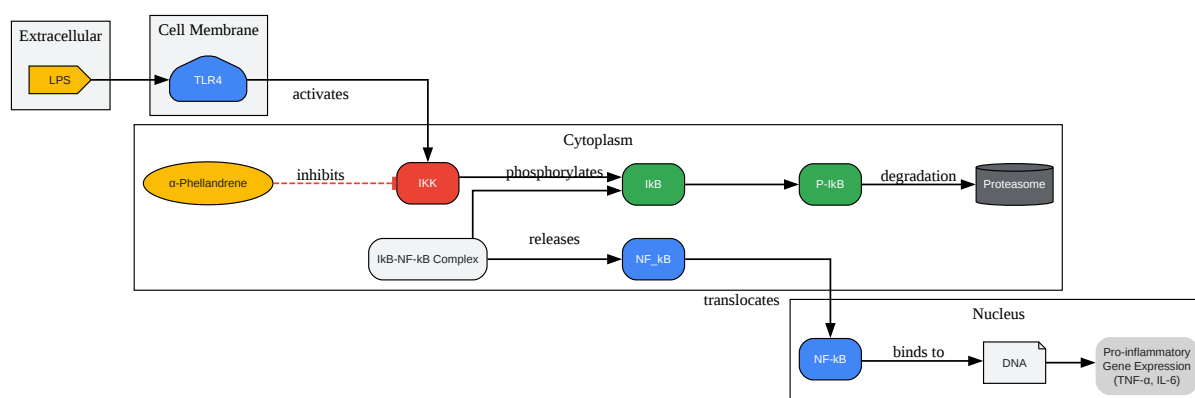 Extracellular
Cell Membrane
LPS
TLR4
activates
Cytoplasm
α-Phellandrene
inhibits
IKK
phosphorylates
IkB
P-IkB
degradation
Proteasome
IkB-NF-kB Complex
releases
NF_kB
translocates
Nucleus
NF-kB
binds to
DNA
Pro-inflammatory
Gene Expression
(TNF-α, IL-6)